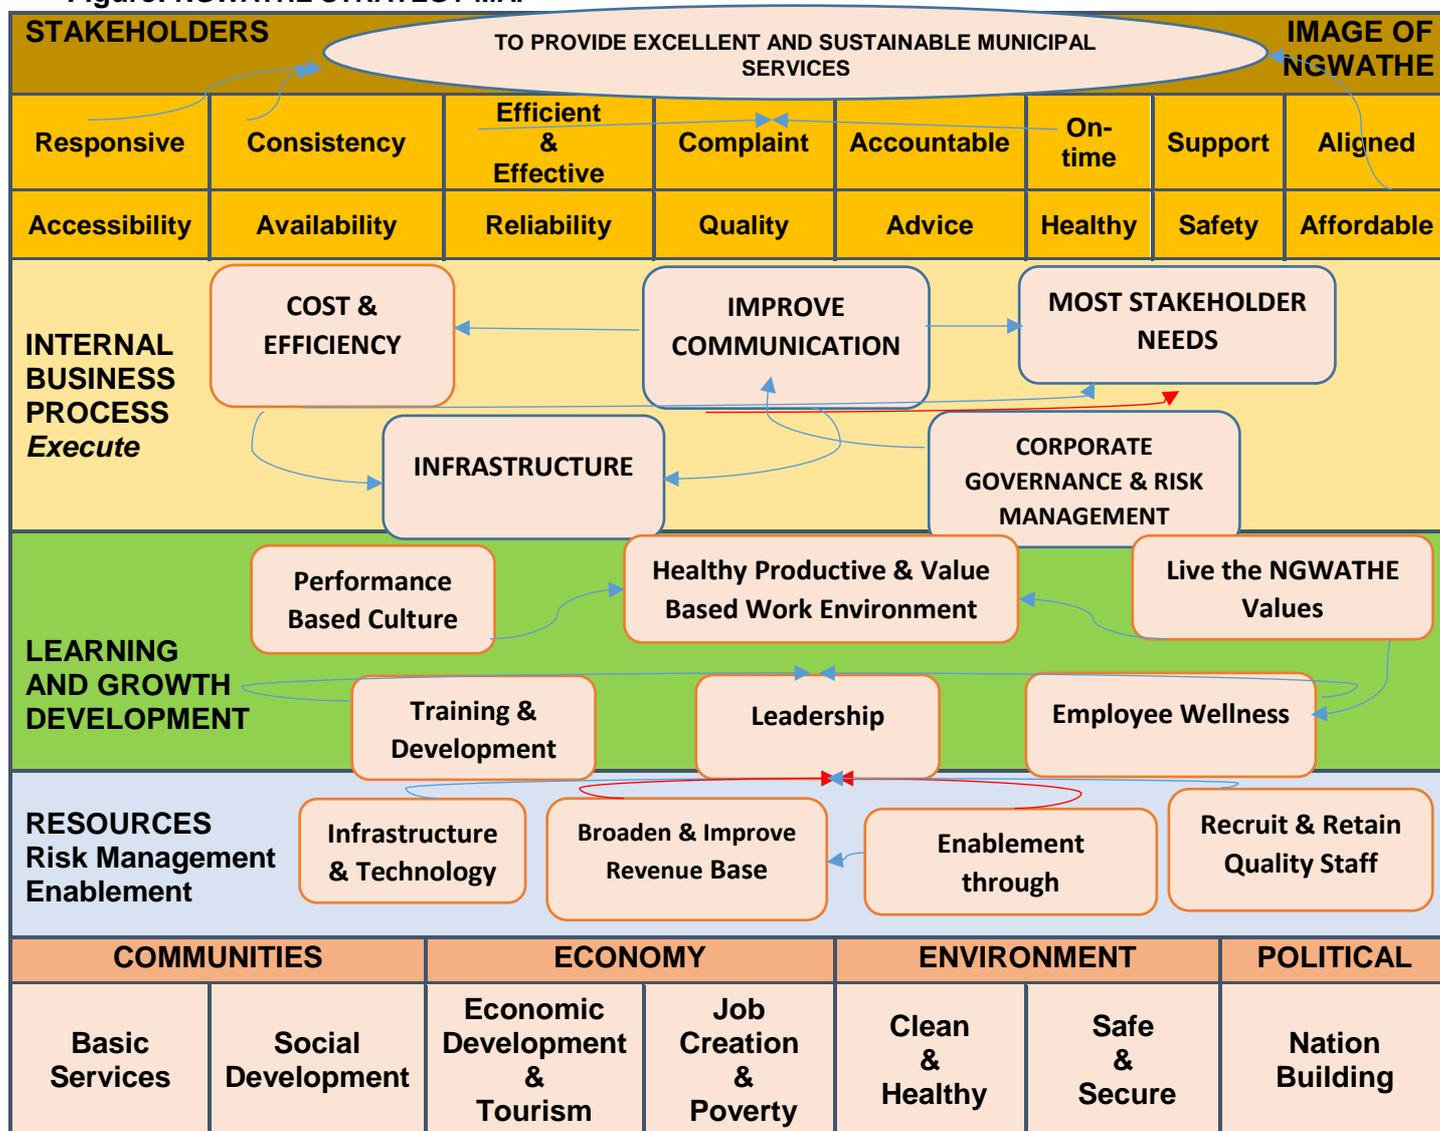 Figure: NGWATHE STRATEGY MAP
STAKEHOLDERS
TO PROVIDE EXCELLENT AND SUSTAINABLE MUNICIPAL
SERVICES
IMAGE OF
NGWATHE
Responsive
Consistency
Efficient
&
Effective
Complaint
Accountable
On-
time
Support
Aligned
Accessibility
Availability
Reliability
Quality
Advice
Healthy
Safety
Affordable
INTERNAL
BUSINESS
PROCESS
Execute
COST &
EFFICIENCY
IMPROVE
COMMUNICATION
MOST STAKEHOLDER
NEEDS
INFRASTRUCTURE
CORPORATE
GOVERNANCE & RISK
MANAGEMENT
LEARNING
AND GROWTH
DEVELOPMENT
Performance
Based Culture
Healthy Productive & Value
Based Work Environment
Live the NGWATHE
Values
Training &
Development
Leadership
Employee Wellness
RESOURCES
Risk Management
Enablement
Infrastructure
& Technology
Broaden & Improve
Revenue Base
Enablement
through
Recruit & Retain
Quality Staff
COMMUNITIES
ECONOMY
ENVIRONMENT
POLITICAL
Basic
Services
Social
Development
Economic
Development
&
Tourism
Job
Creation
&
Poverty
Clean
&
Healthy
Safe
&
Secure
Nation
Building